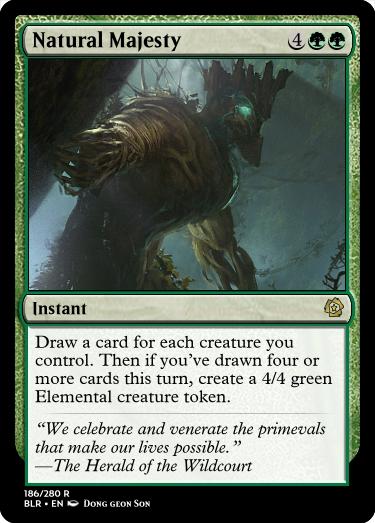 Natural Majesty 4
Instant
Draw a card for each creature you
control. Then if you've drawn four or
more cards this turn, create a 4/4 green
Elemental creature token.
“We celebrate and venerate the primevals
that make our lives possible.”
—The Herald of the Wildcourt
186/280 R
BLR • EN Dong geon Son